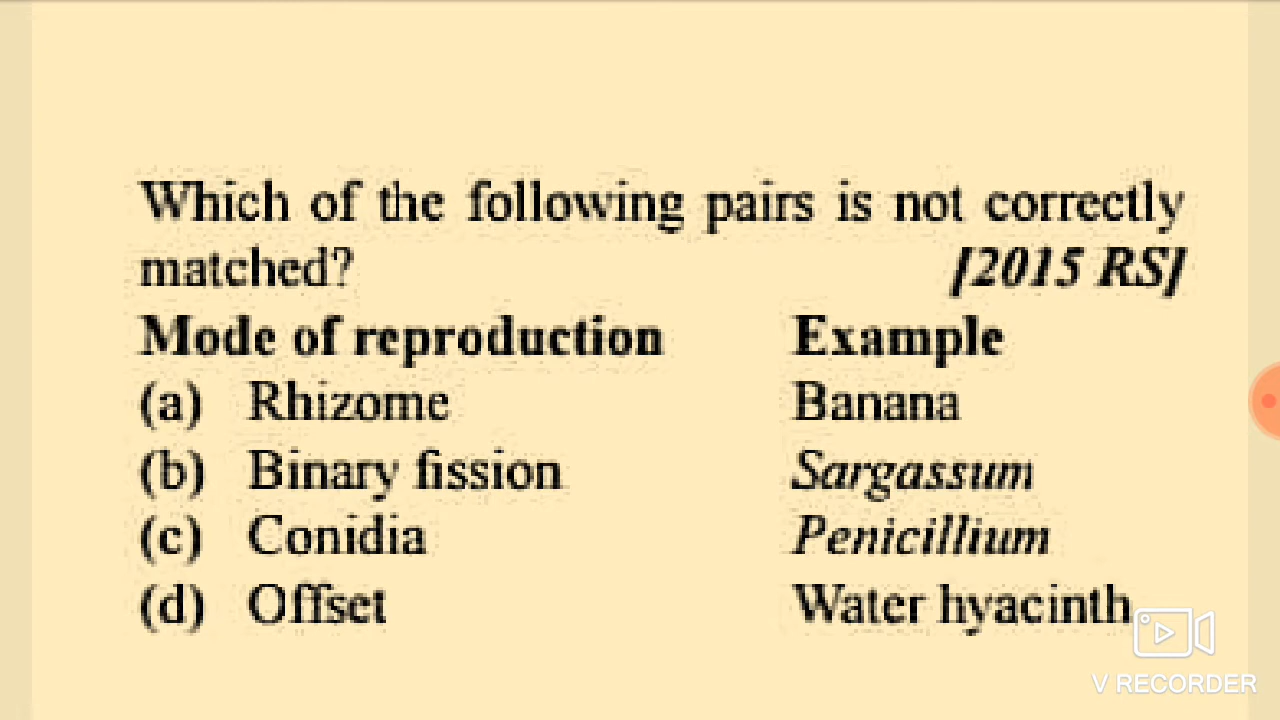 Which of the following pairs is not correctly
matched? [2015 RS]
Mode of reproduction Example
(a) Rhizome Banana
(b) Binary fission Sargassum
(c) Conidia Penicillium
(d) Offset Water hyacinth
V RECORDER